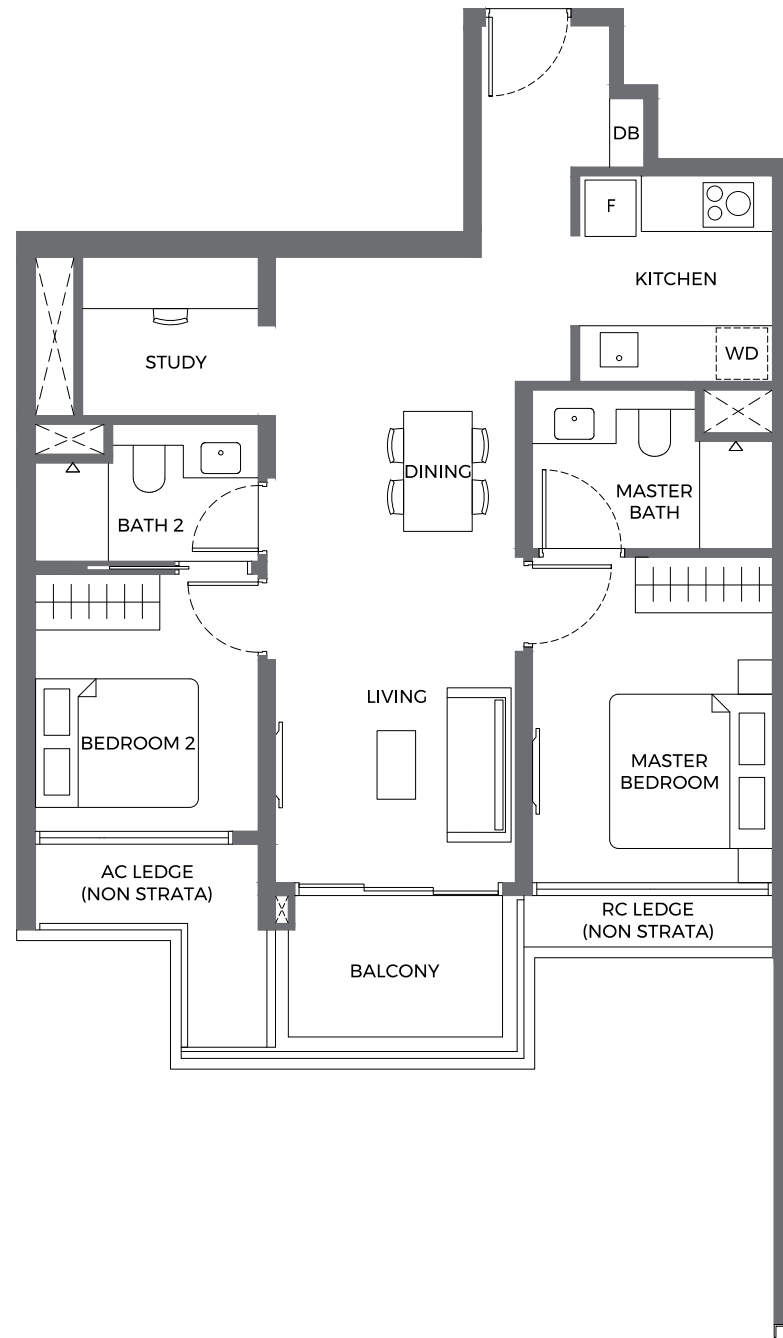 DB
F
KITCHEN
STUDY
WD
DINING
MASTER
BATH
BATH 2
LIVING
BEDROOM 2
MASTER
BEDROOM
AC LEDGE
(NON STRATA)
RC LEDGE
(NON STRATA)
BALCONY